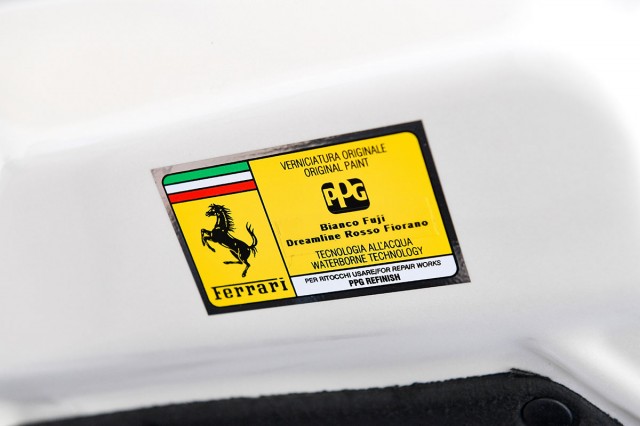 VERNICIATURA ORIGINALE
ORIGINAL PAINT
PPG
Bianco Fuji
Dreamline Rosso Fiorano
TECNOLOGIA ALL'ACQUA
WATERBORNE TECHNOLOGY
Ferrari
PER RITOCCHI USARE/FOR REPAIR WORKS
PPG REFINISH